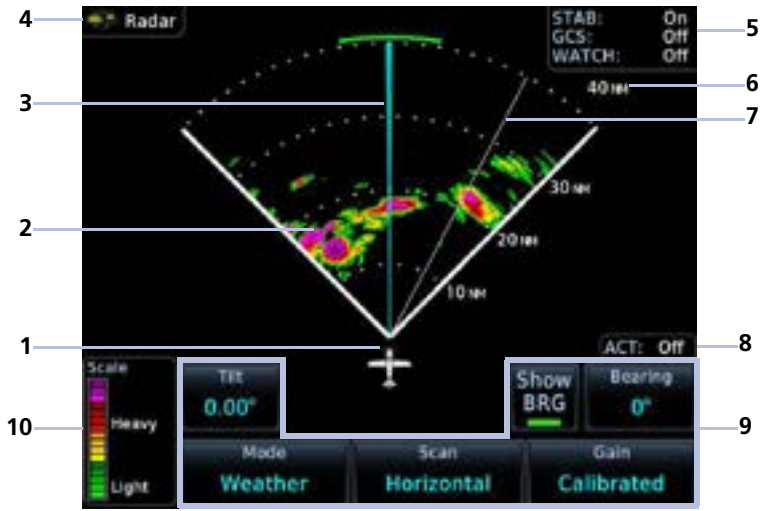 4
Radar
STAB: On
GCS: Off
WATCH: Off
5
40 NM
6
3
7
30 NM
2
20 NM
10 NM
1
ACT: Off
8
Scale
Heavy
Light
10
Tilt
0.00°
Show
BRG
Bearing
0°
9
Mode
Weather
Scan
Horizontal
Gain
Calibrated